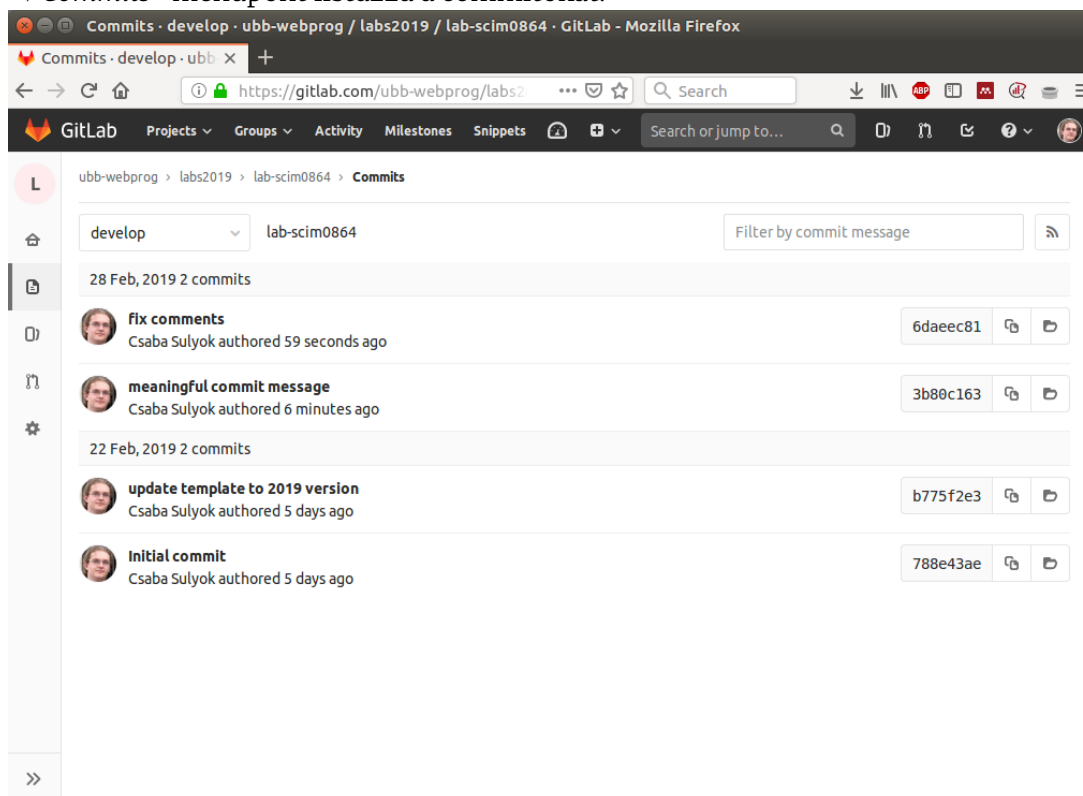 Commits · develop · ubb-webprog / labs2019 / lab-scim0864 · GitLab - Mozilla Firefox
Commits · develop · ubb-
https://gitlab.com/ubb-webprog/labs2
Search
ABP
GitLab Projects Groups Activity Milestones Snippets Search or jump to...
L
ubb-webprog > labs2019 > lab-scim0864 > Commits
develop lab-scim0864 Filter by commit message
28 Feb, 2019 2 commits
fix comments
Csaba Sulyok authored 59 seconds ago
6daeec81
meaningful commit message
Csaba Sulyok authored 6 minutes ago
3b80c163
22 Feb, 2019 2 commits
update template to 2019 version
Csaba Sulyok authored 5 days ago
b775f2e3
Initial commit
Csaba Sulyok authored 5 days ago
788e43ae